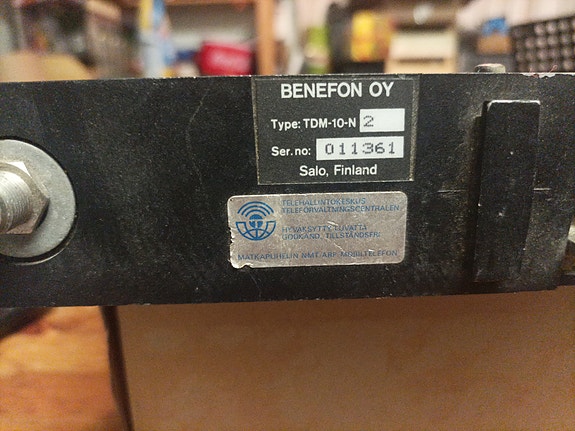 BENEFON OY
Type: TDM-10-N 2
Ser. no: 011361
Salo, Finland
TELEHALLINTOKESKUS
TELEFÖRVALTNINGSCENTRALEN
HYVÄKSYTTY, LUVATTA
GODKÄND, TILLSTÅNDSFRI
MATKAPUHELIN NMT/ARP MOBILTELEFON